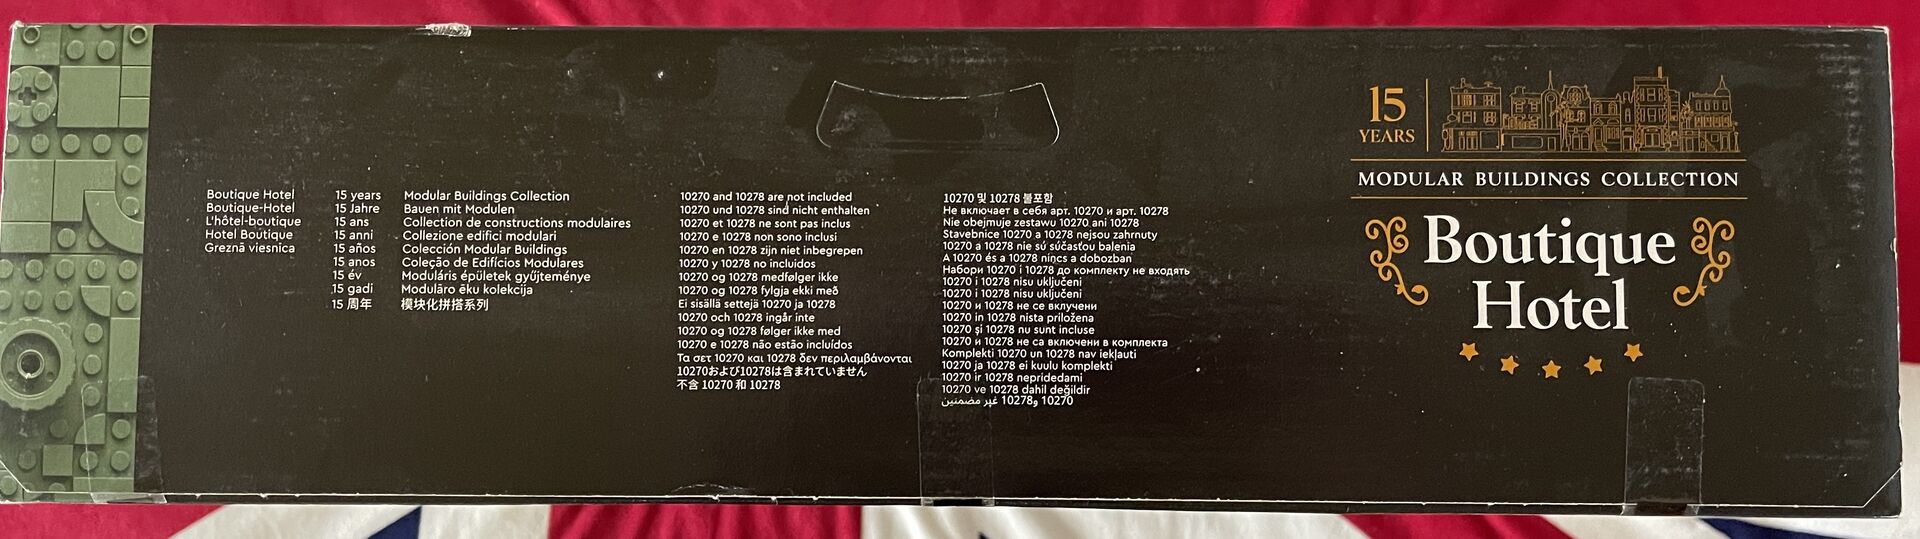 Boutique Hotel
Boutique-Hotel
L'hôtel-boutique
Hotel Boutique
Greznā viesnica
15 years
15 Jahre
15 ans
15 anni
15 años
15 anos
15 év
15 gadi
15 周年
Modular Buildings Collection
Bauen mit Modulen
Collection de constructions modulaires
Collezione edifici modulari
Colección Modular Buildings
Coleção de Edifícios Modulares
Moduláris épületek gyűjteménye
Modulāro ēku kolekcija
模块化拼搭系列
10270 and 10278 are not included
10270 und 10278 sind nicht enthalten
10270 et 10278 ne sont pas inclus
10270 e 10278 non sono inclusi
10270 en 10278 zijn niet inbegrepen
10270 y 10278 no incluidos
10270 og 10278 medfølger ikke
10270 og 10278 fylgja ekki með
Ei sisällä settejä 10270 ja 10278
10270 och 10278 ingår inte
10270 og 10278 følger ikke med
10270 e 10278 não estão incluídos
Τα σετ 10270 και 10278 δεν περιλαμβάνονται
10270および10278は含まれていません
不含 10270 和 10278
10270 및 10278 불포함
Не включает в себя арт. 10270 и арт. 10278
Nie obejmuje zestawu 10270 ani 10278
Stavebnice 10270 a 10278 nejsou zahrnuty
10270 a 10278 nie sú súčasťou balenia
A 10270 és a 10278 nincs a dobozban
Набори 10270 і 10278 до комплекту не входять
10270 i 10278 nisu uključeni
10270 i 10278 nisu uključeni
10270 и 10278 не се вклучени
10270 in 10278 nista priložena
10270 și 10278 nu sunt incluse
10270 и 10278 не са включени в комплекта
Komplekti 10270 un 10278 nav iekļauti
10270 ja 10278 ei kuulu komplekti
10270 ir 10278 nepridedami
10270 ve 10278 dahil değildir
10270 و10278 غير مضمنين
15
YEARS
MODULAR BUILDINGS COLLECTION
Boutique
Hotel